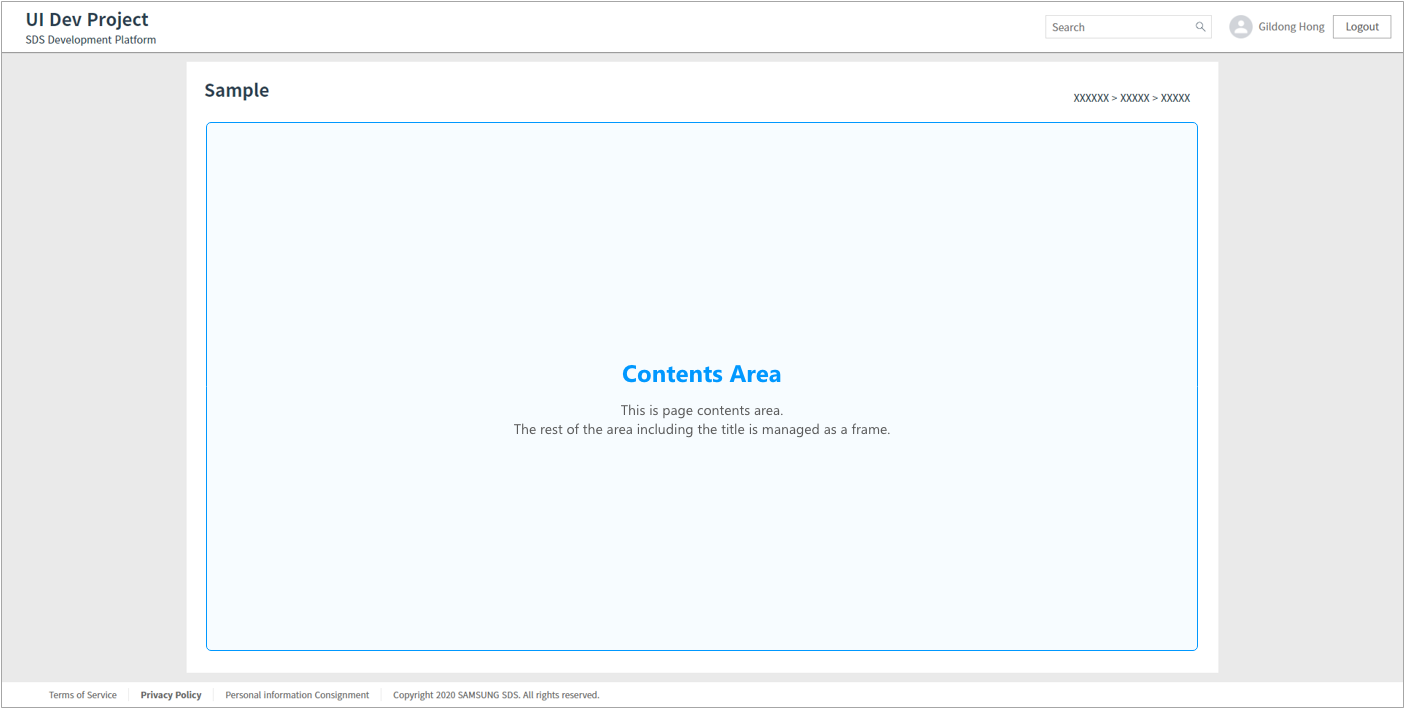 UI Dev Project
SDS Development Platform
Search
Gildong Hong
Logout
Sample
XXXXXX > XXXXX > XXXXX
Contents Area
This is page contents area.
The rest of the area including the title is managed as a frame.
Terms of Service
Privacy Policy
Personal information Consignment
Copyright 2020 SAMSUNG SDS. All rights reserved.